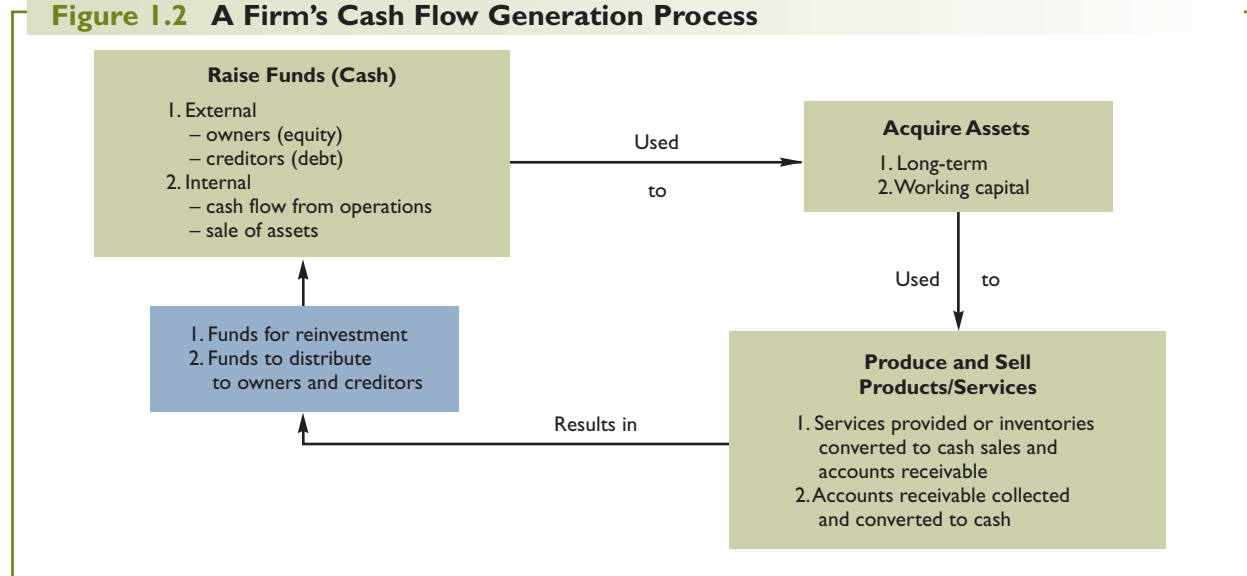 Figure 1.2 A Firm's Cash Flow Generation Process
Raise Funds (Cash)
1. External
– owners (equity)
– creditors (debt)
2. Internal
– cash flow from operations
– sale of assets
Used
to
Acquire Assets
1. Long-term
2. Working capital
Used to
Produce and Sell
Products/Services
1. Services provided or inventories
converted to cash sales and
accounts receivable
2. Accounts receivable collected
and converted to cash
Results in
1. Funds for reinvestment
2. Funds to distribute
to owners and creditors